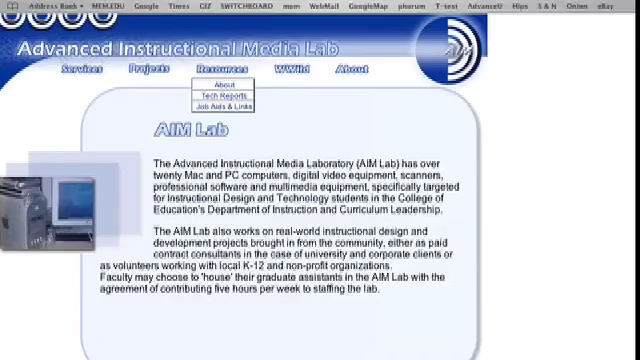 Address Book MEM.EDU Google Times GIZ SWITCHBOARD mem WebMail GoogleMap phorum T-test AdvanceU Hips S & N Onion eBay
Advanced Instructional Media Lab
AIM
Services Projects Resources WWild About
About
Tech Reports
Job Aids & Links
AIM Lab
The Advanced Instructional Media Laboratory (AIM Lab) has over
twenty Mac and PC computers, digital video equipment, scanners,
professional software and multimedia equipment, specifically targeted
for Instructional Design and Technology students in the College of
Education's Department of Instruction and Curriculum Leadership.
The AIM Lab also works on real-world instructional design and
development projects brought in from the community, either as paid
contract consultants in the case of university and corporate clients or
as volunteers working with local K-12 and non-profit organizations.
Faculty may choose to 'house' their graduate assistants in the AIM Lab with the
agreement of contributing five hours per week to staffing the lab.